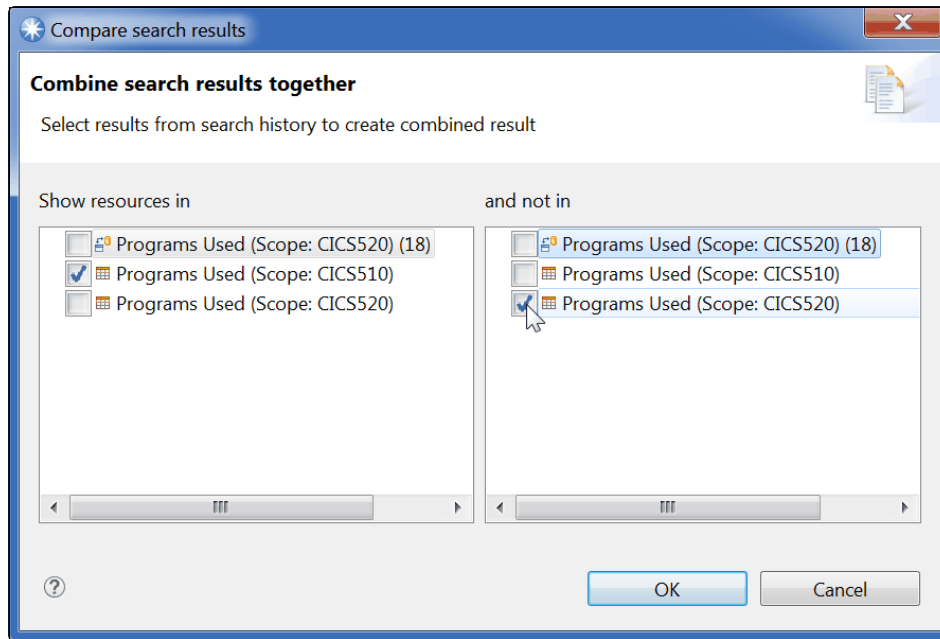 Compare search results
Combine search results together
Select results from search history to create combined result
Show resources in
Programs Used (Scope: CICS520) (18)
Programs Used (Scope: CICS510)
Programs Used (Scope: CICS520)
and not in
Programs Used (Scope: CICS520) (18)
Programs Used (Scope: CICS510)
Programs Used (Scope: CICS520)
OK
Cancel